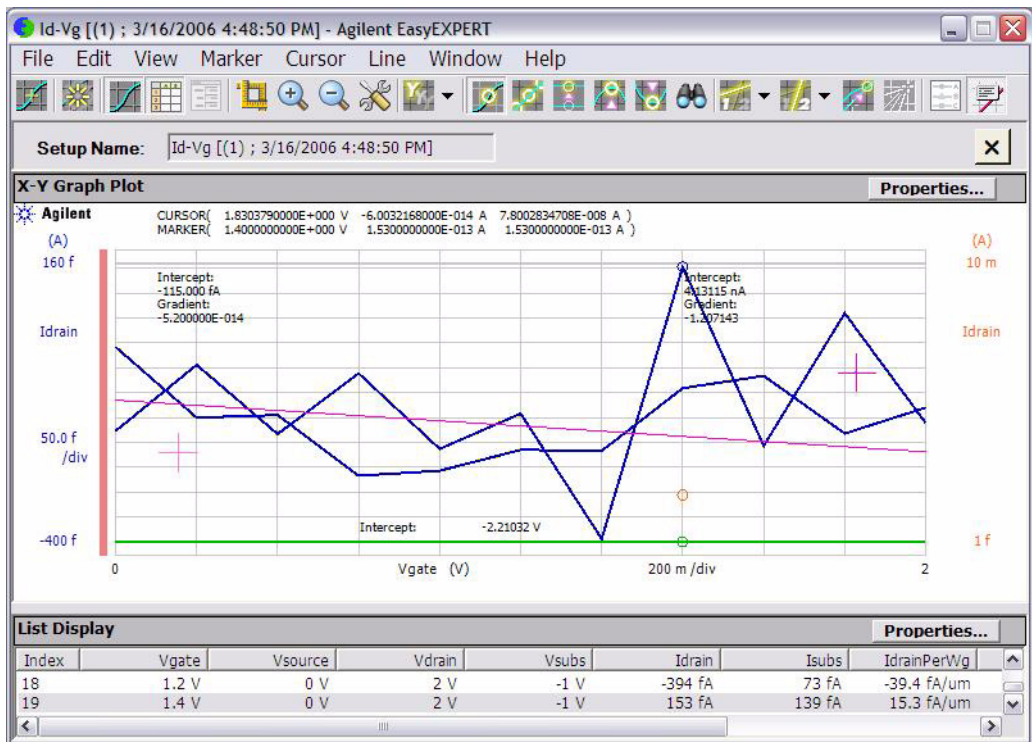 Id-Vg [(1) ; 3/16/2006 4:48:50 PM] - Agilent EasyEXPERT
File Edit View Marker Cursor Line Window Help
Setup Name: Id-Vg [(1) ; 3/16/2006 4:48:50 PM]
X-Y Graph Plot Properties...
Agilent
CURSOR( 1.8303790000E+000 V -6.0032168000E-014 A 7.8002834708E-008 A )
MARKER( 1.4000000000E+000 V 1.5300000000E-013 A 1.5300000000E-013 A )
(A) (A)
160 f 10 m
Intercept: Intercept:
-115.000 fA 4.13115 nA
Gradient: Gradient:
-5.200000E-014 -1.207143
Idrain Idrain
50.0 f
/div
Intercept: -2.21032 V
-400 f 1 f
0 Vgate (V) 200 m /div 2
List Display Properties...
Index Vgate Vsource Vdrain Vsubs Idrain Isubs IdrainPerWg
18 1.2 V 0 V 2 V -1 V -394 fA 73 fA -39.4 fA/um
19 1.4 V 0 V 2 V -1 V 153 fA 139 fA 15.3 fA/um